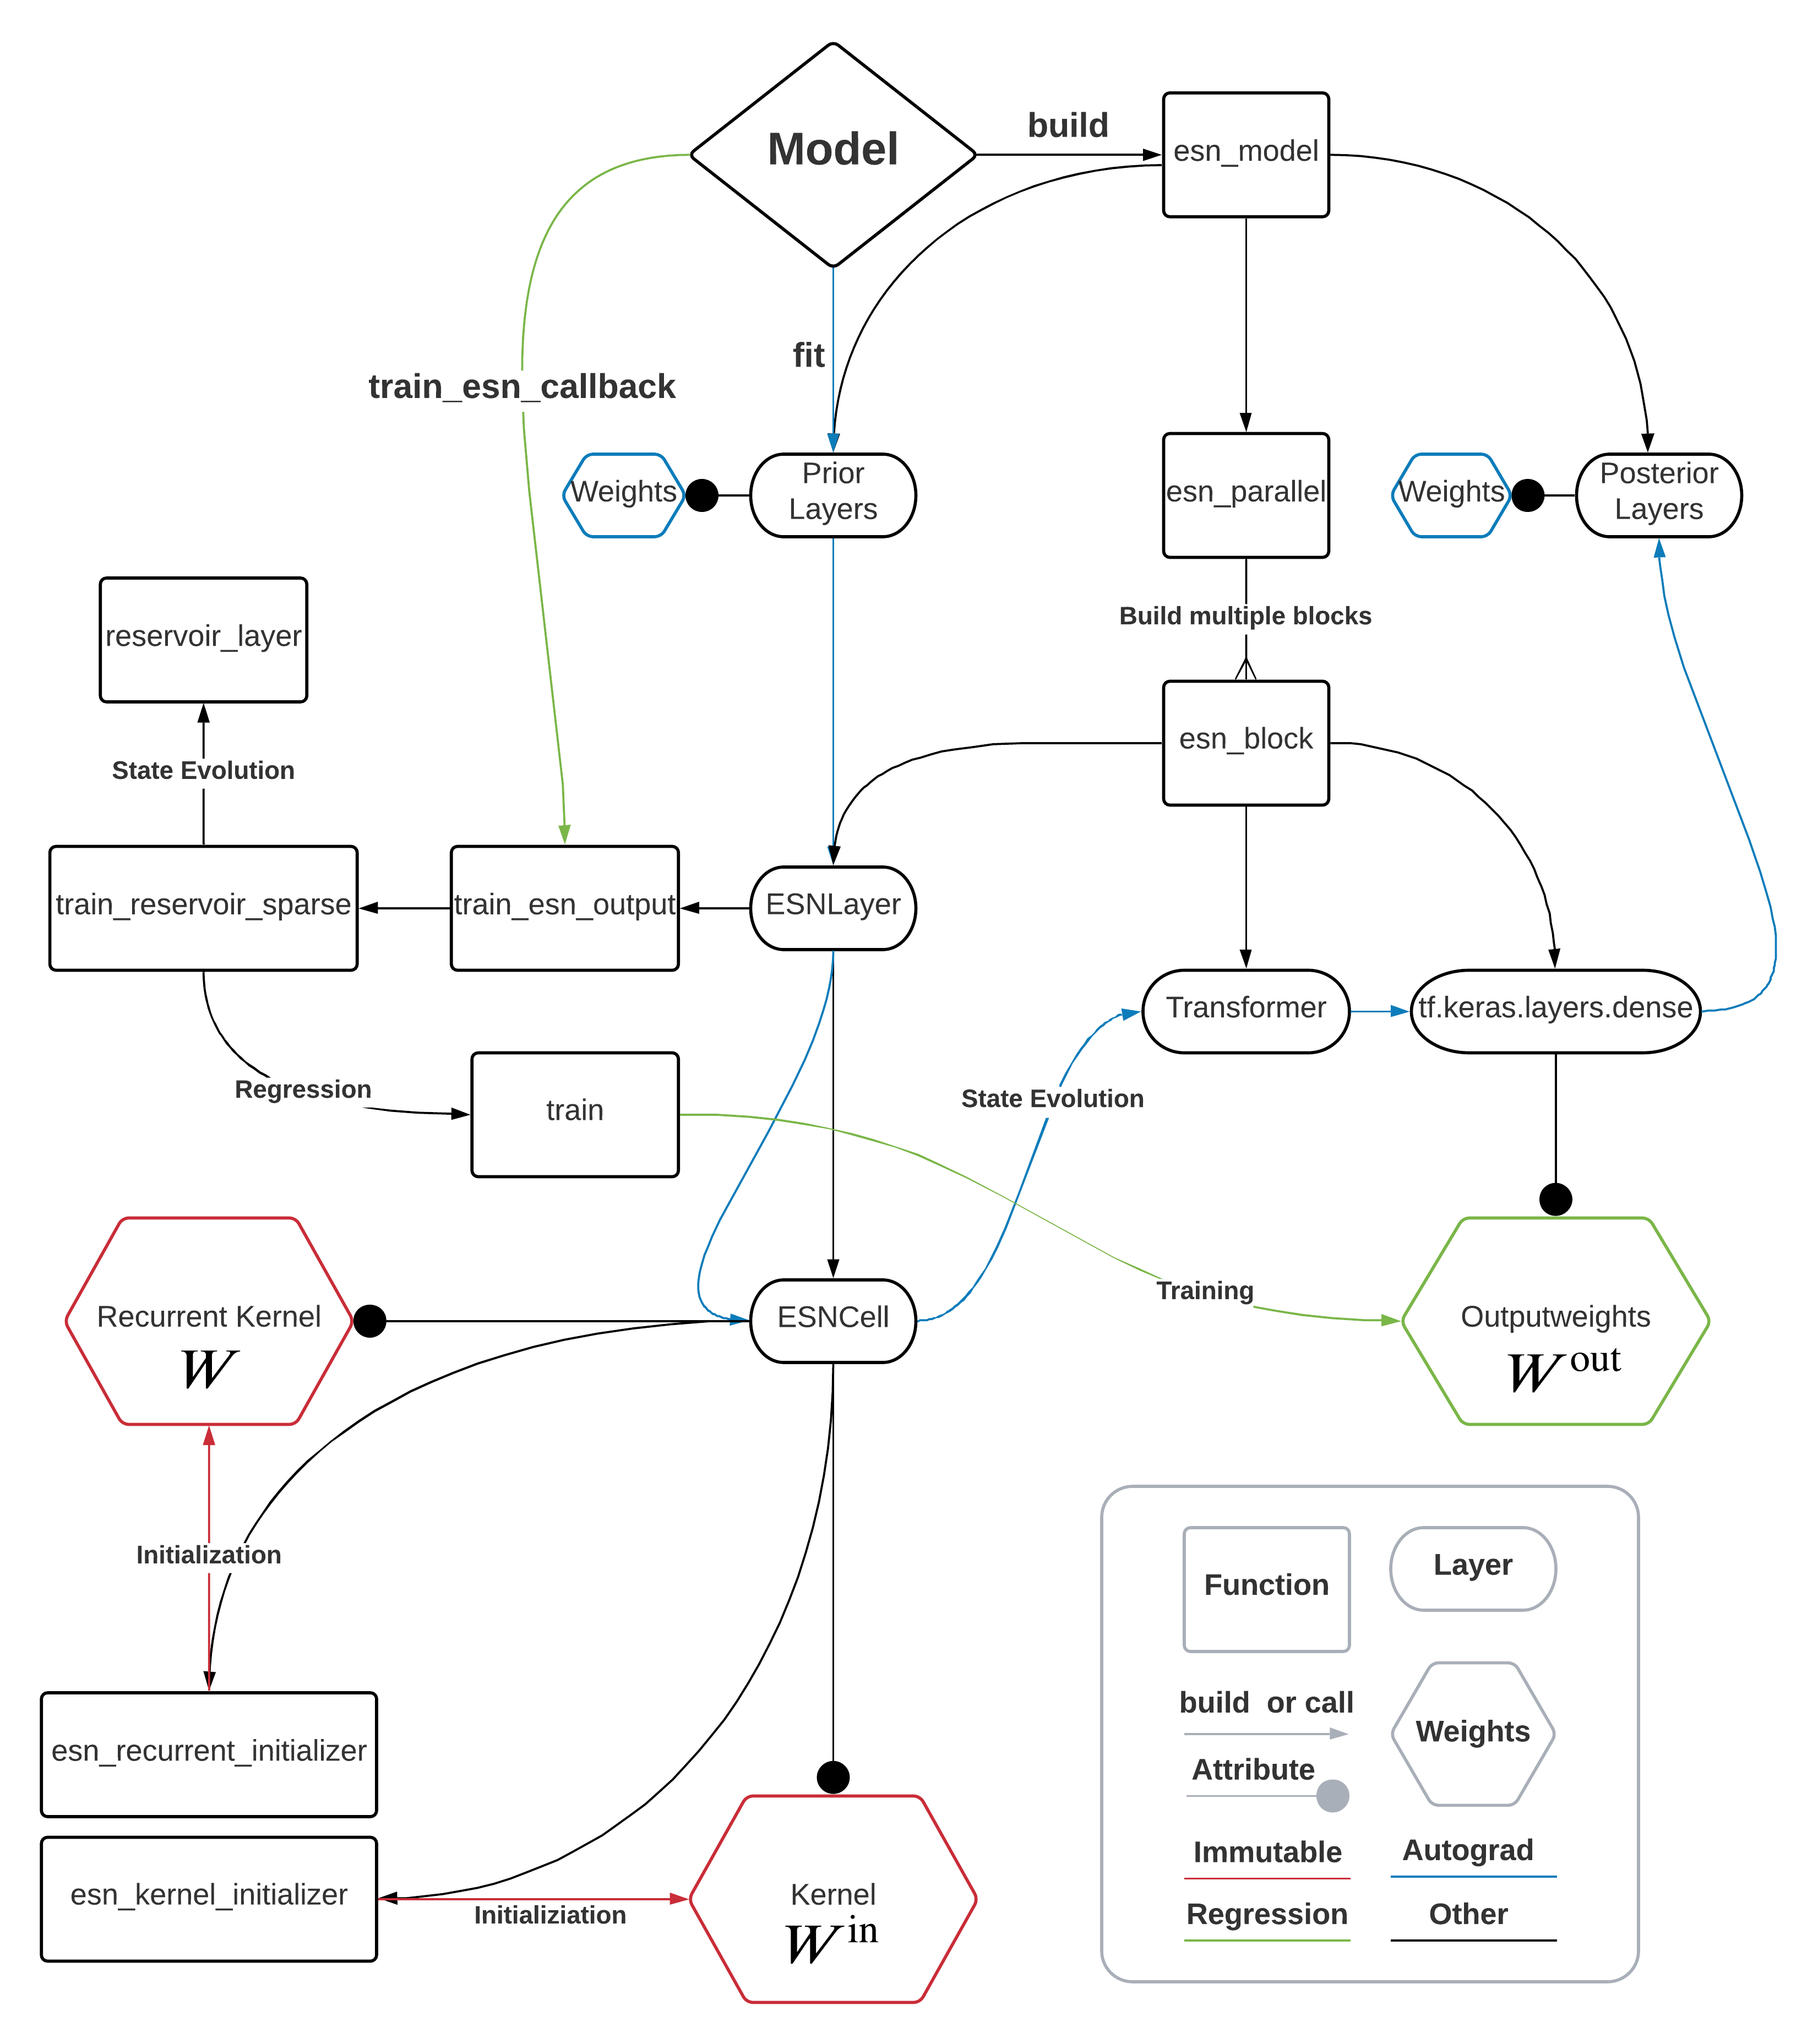 Model
build
esn_model
fit
train_esn_callback
Weights
Prior
Layers
esn_parallel
Weights
Posterior
Layers
Build multiple blocks
reservoir_layer
esn_block
State Evolution
train_reservoir_sparse
train_esn_output
ESNLayer
Transformer
tf.keras.layers.dense
Regression
train
State Evolution
Training
Recurrent Kernel
W
ESNCell
Outputweights
W out
Initialization
esn_recurrent_initializer
esn_kernel_initializer
Initializiation
Kernel
W in
Function
Layer
build or call
Weights
Attribute
Immutable
Autograd
Regression
Other